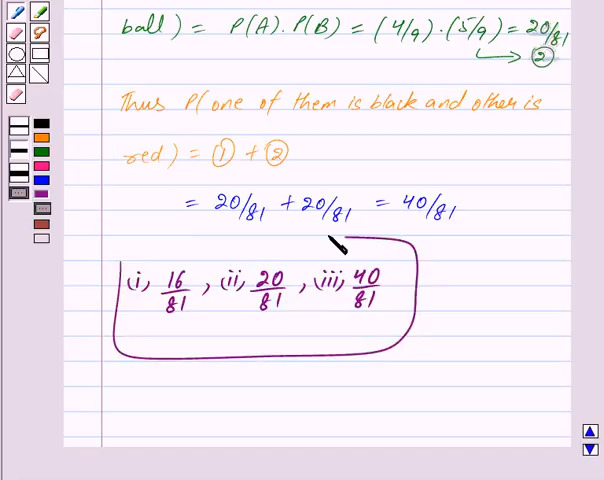 ball) = P(A). P(B) = (4/9).(5/9) = 20/81
→ ②
Thus P( one of them is black and other is
red) = ① + ②
= 20/81 + 20/81 = 40/81
(i), 16/81 , (ii), 20/81 , (iii), 40/81